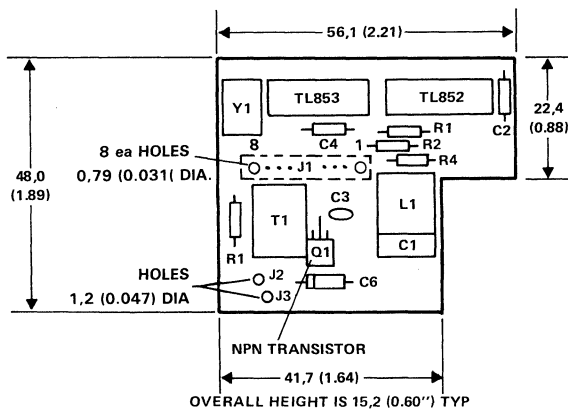 56,1 (2.21)
Y1
TL853
TL852
C2
22,4
(0.88)
8
C4
1
R1
R2
R4
8 ea HOLES
0,79 (0.031( DIA.
J1
48,0
(1.89)
T1
C3
L1
R1
Q1
C1
HOLES
1,2 (0.047) DIA
J2
J3
C6
NPN TRANSISTOR
41,7 (1.64)
OVERALL HEIGHT IS 15,2 (0.60'') TYP